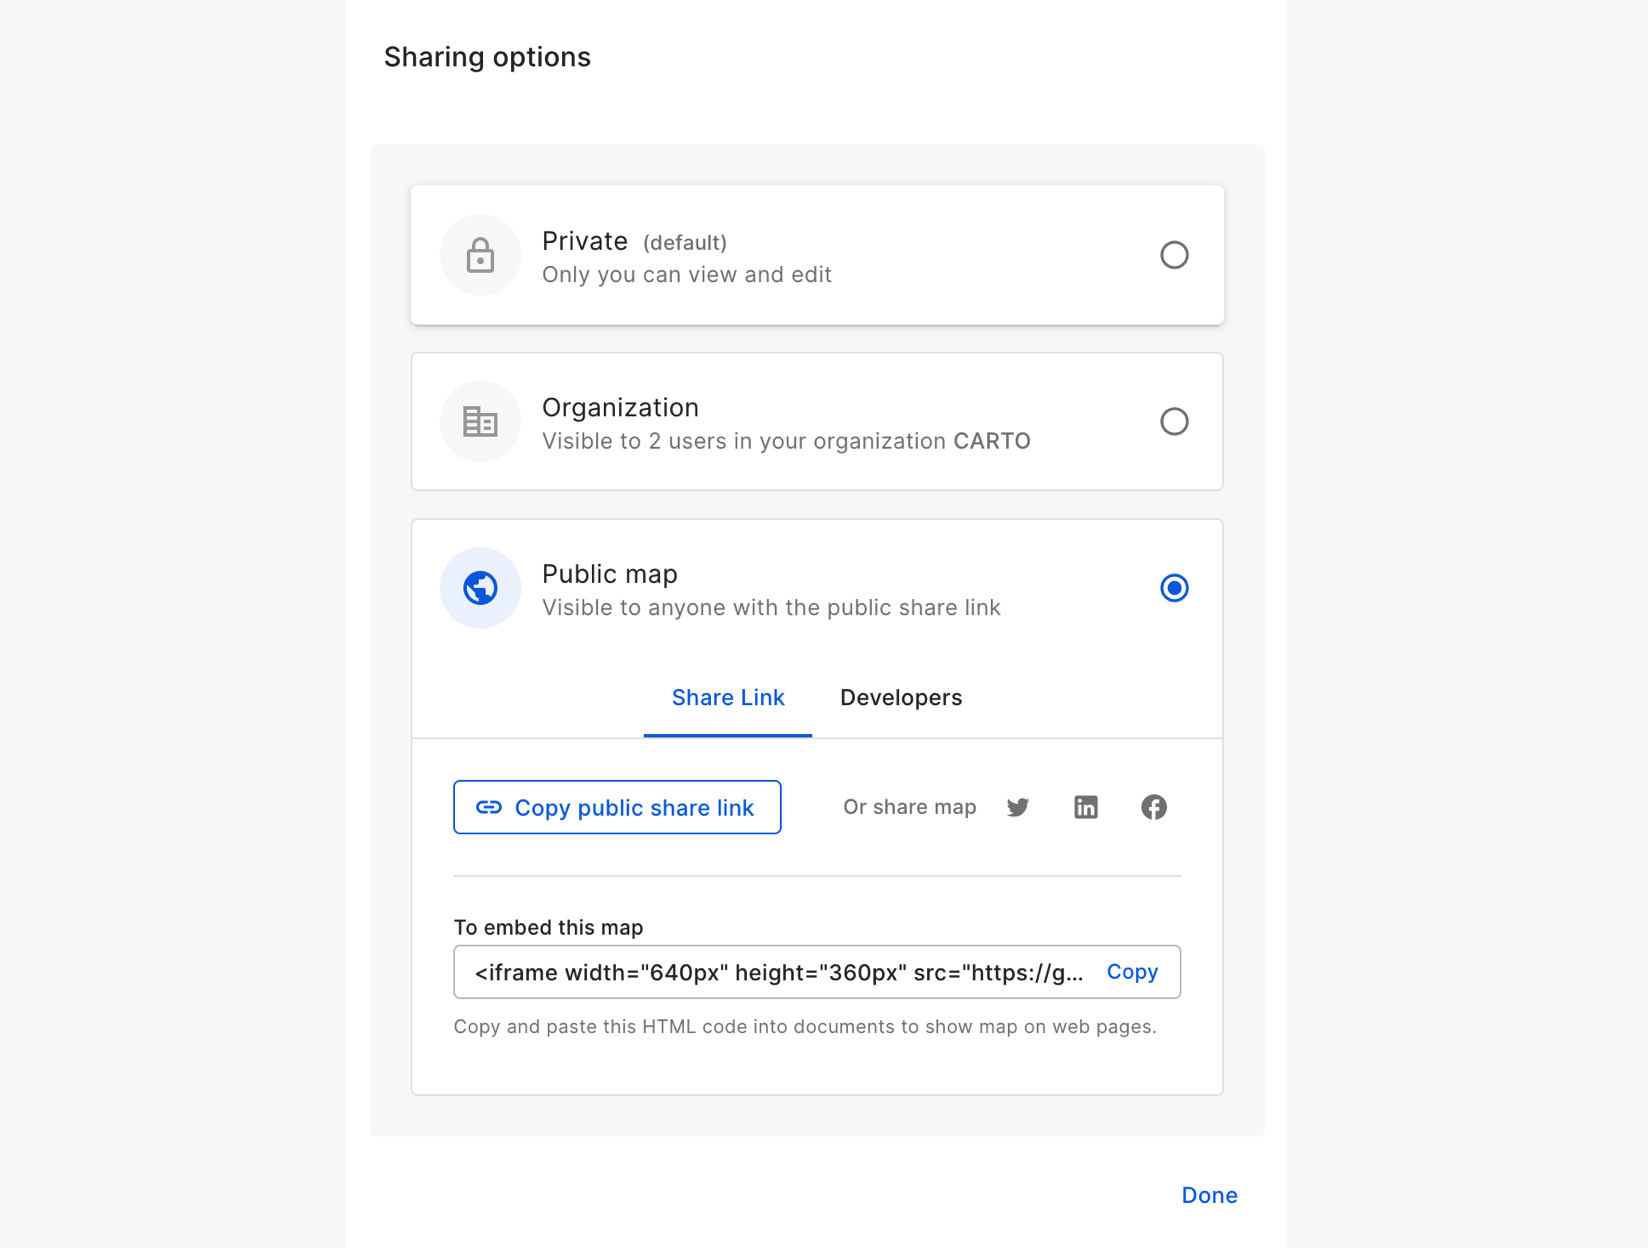 Sharing options
Private (default)
Only you can view and edit
Organization
Visible to 2 users in your organization CARTO
Public map
Visible to anyone with the public share link
Share Link Developers
Copy public share link Or share map
To embed this map
<iframe width="640px" height="360px" src="https://g... Copy
Copy and paste this HTML code into documents to show map on web pages.
Done